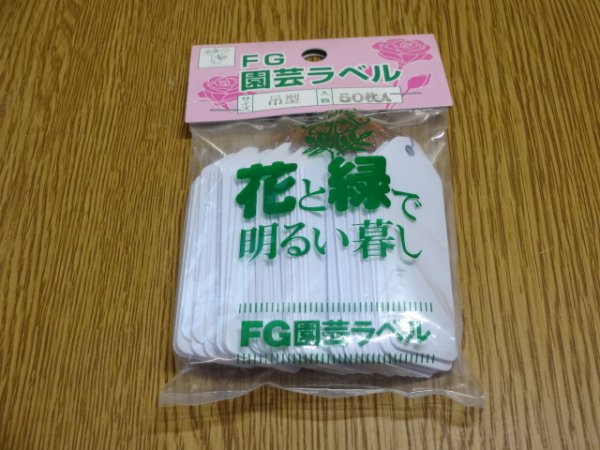 FG
園芸ラベル
サイズ 吊型 入数 50枚入
花と緑で
明るい暮し
FG園芸ラベル